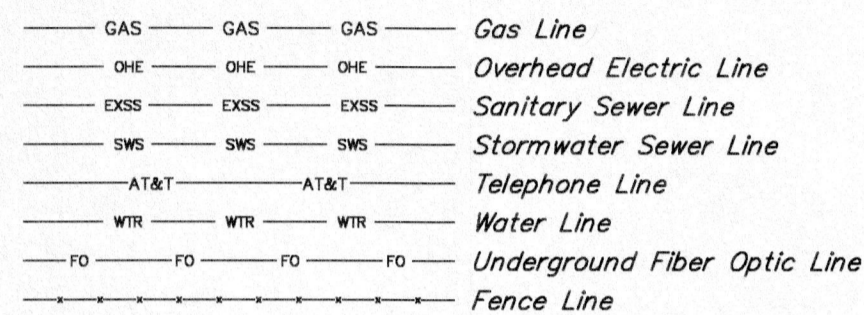 GAS GAS GAS Gas Line
OHE OHE OHE Overhead Electric Line
EXSS EXSS EXSS Sanitary Sewer Line
SWS SWS SWS Stormwater Sewer Line
AT&T AT&T Telephone Line
WTR WTR WTR Water Line
FO FO FO FO Underground Fiber Optic Line
x x x x x x x x x x Fence Line